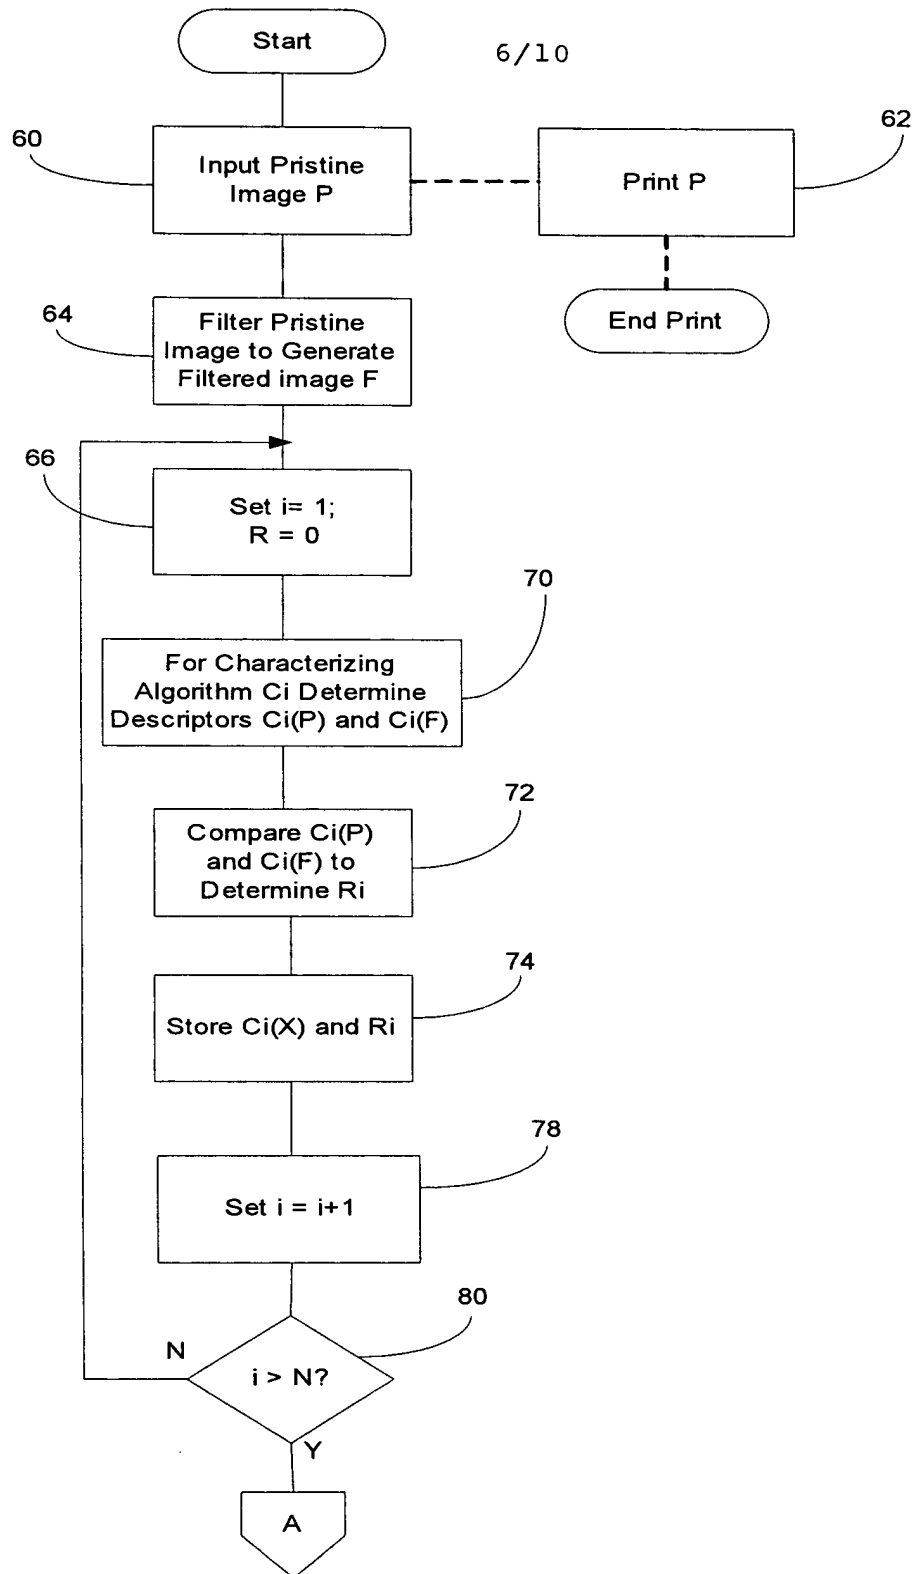 Start
6/10
60
Input Pristine
Image P
Print P
62
End Print
64
Filter Pristine
Image to Generate
Filtered image F
66
Set i= 1;
R = 0
70
For Characterizing
Algorithm Ci Determine
Descriptors Ci(P) and Ci(F)
72
Compare Ci(P)
and Ci(F) to
Determine Ri
74
Store Ci(X) and Ri
78
Set i = i+1
80
N
i > N?
Y
A